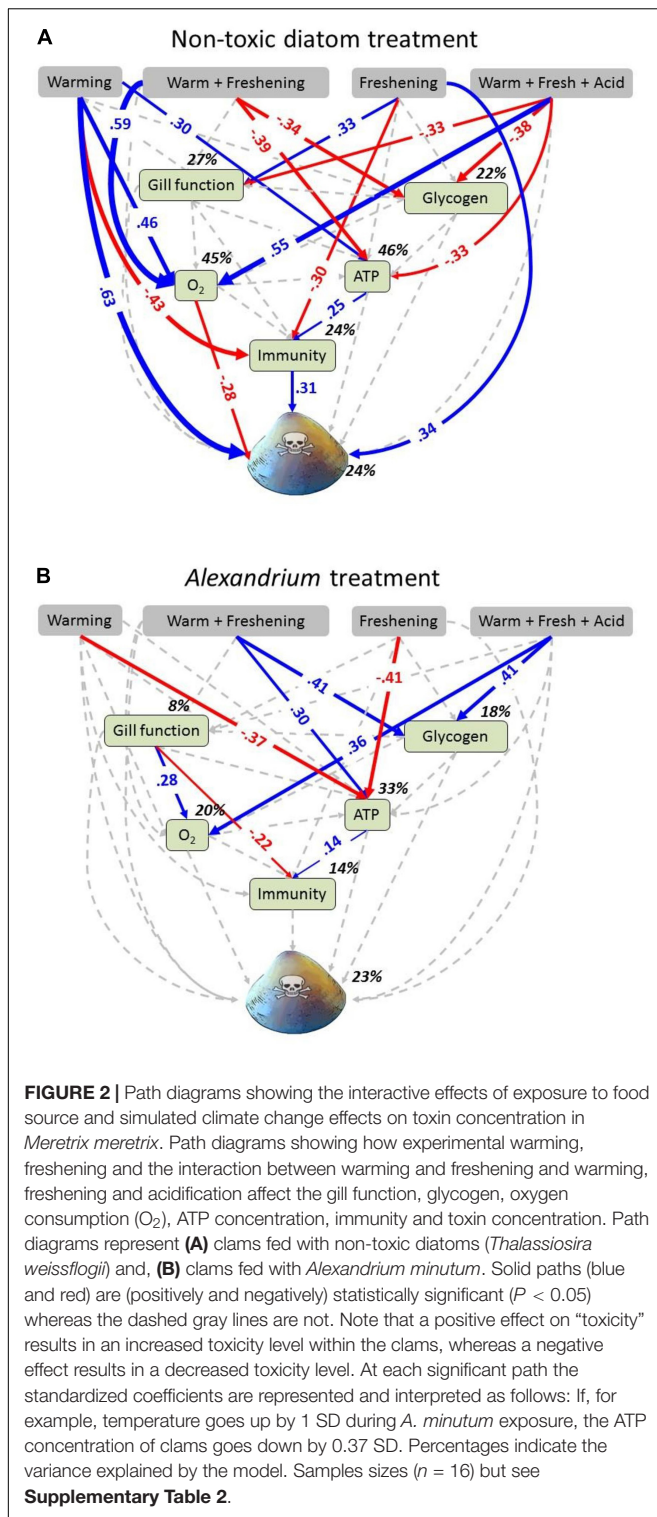 A
Non-toxic diatom treatment
Warming
Warm + Freshening
Freshening
Warm + Fresh + Acid
.59
.30
-.34
-.39
.33
-.33
-.38
27%
Gill function
22%
Glycogen
.46
.55
-.30
-.33
45%
O2
46%
ATP
.63
-.43
.25
24%
Immunity
-.28
.31
.34
24%
B
Alexandrium treatment
Warming
Warm + Freshening
Freshening
Warm + Fresh + Acid
.41
-.41
.41
.30
8%
Gill function
18%
Glycogen
-.37
.36
.28
33%
ATP
20%
O2
-.22
.14
14%
Immunity
23%
FIGURE 2 | Path diagrams showing the interactive effects of exposure to food
source and simulated climate change effects on toxin concentration in
Meretrix meretrix. Path diagrams showing how experimental warming,
freshening and the interaction between warming and freshening and warming,
freshening and acidification affect the gill function, glycogen, oxygen
consumption (O2), ATP concentration, immunity and toxin concentration. Path
diagrams represent (A) clams fed with non-toxic diatoms (Thalassiosira
weissflogii) and, (B) clams fed with Alexandrium minutum. Solid paths (blue
and red) are (positively and negatively) statistically significant (P < 0.05)
whereas the dashed gray lines are not. Note that a positive effect on “toxicity”
results in an increased toxicity level within the clams, whereas a negative
effect results in a decreased toxicity level. At each significant path the
standardized coefficients are represented and interpreted as follows: If, for
example, temperature goes up by 1 SD during A. minutum exposure, the ATP
concentration of clams goes down by 0.37 SD. Percentages indicate the
variance explained by the model. Samples sizes (n = 16) but see
Supplementary Table 2.